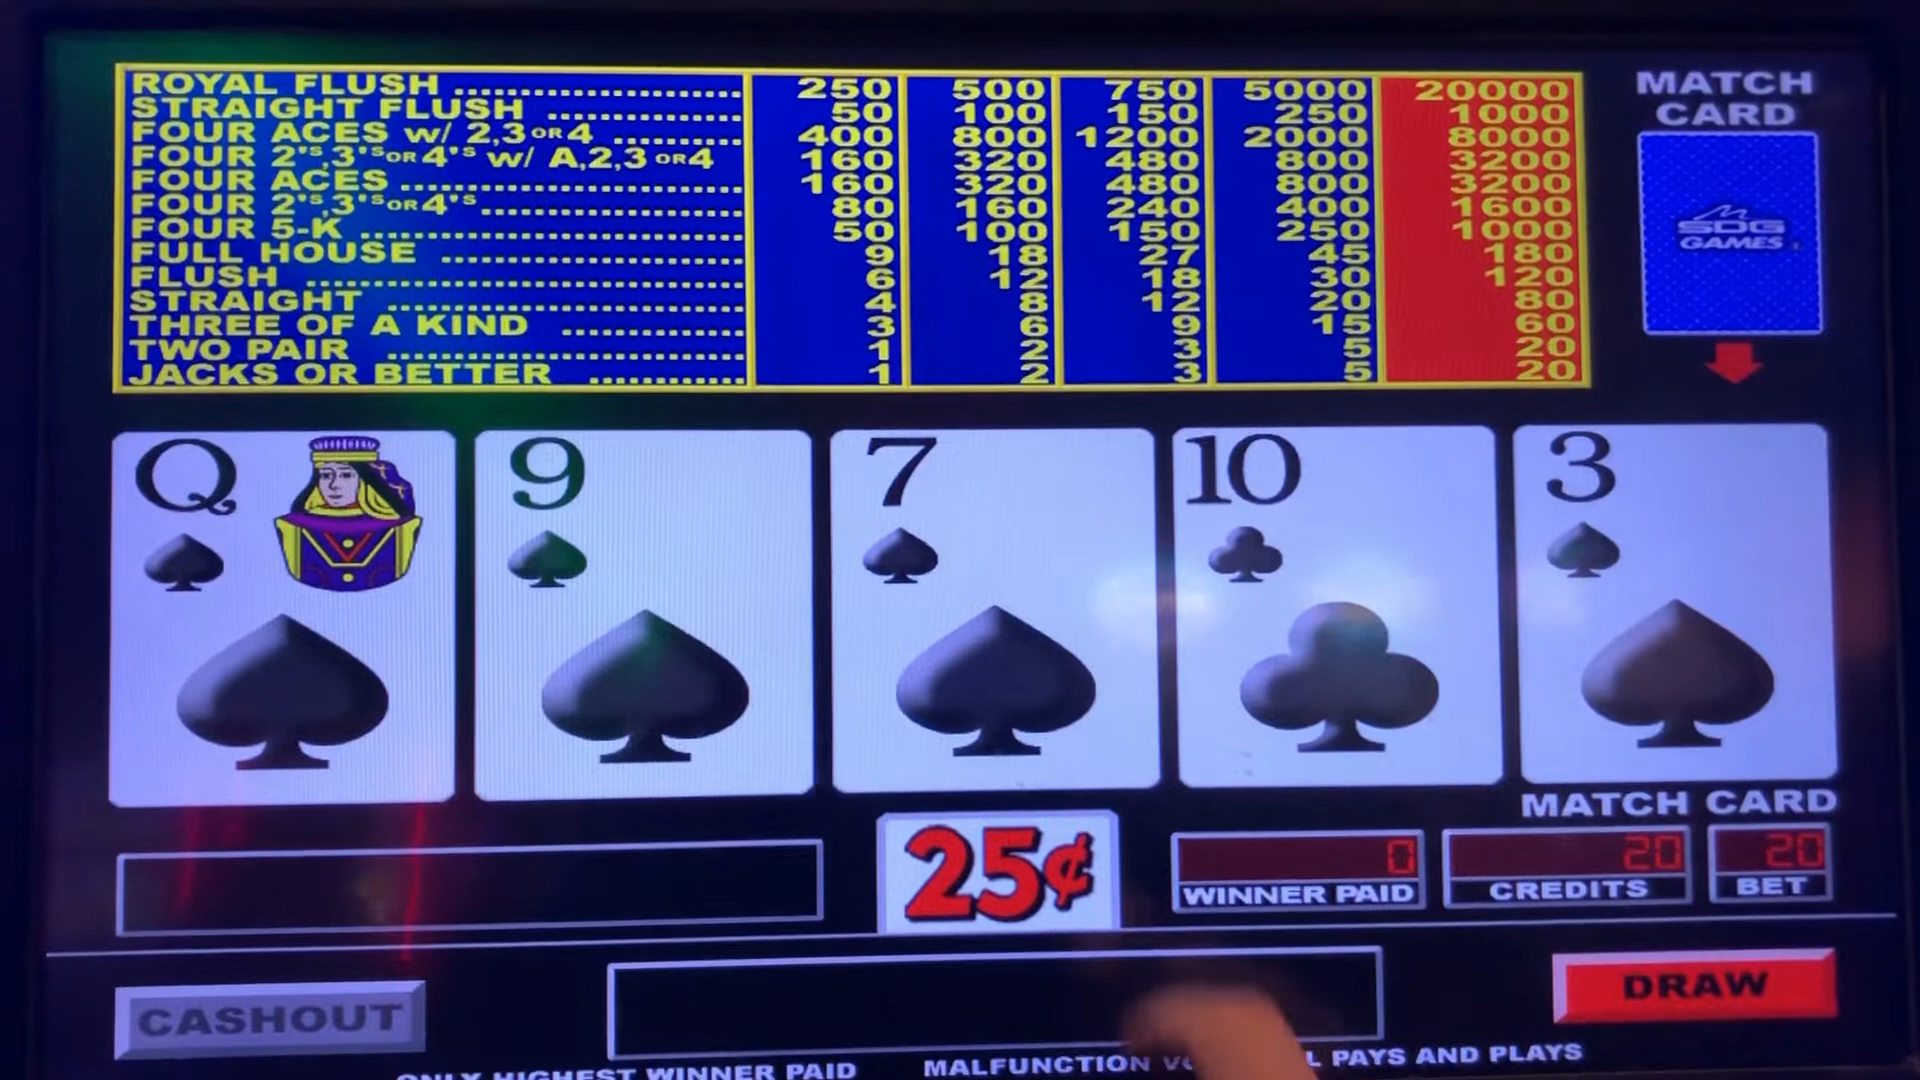 ROYAL FLUSH ........................ 250 500 750 5000 20000
STRAIGHT FLUSH ................ 50 100 150 250 1000
FOUR ACES w/ 2,3 OR 4 .......... 400 800 1200 2000 8000
FOUR 2's,3's OR 4's w/ A,2,3 OR 4 160 320 480 800 3200
FOUR ACES ............................. 160 320 480 800 3200
FOUR 2's,3's OR 4's ...................... 80 160 240 400 1600
FOUR 5-K ................................. 50 100 150 250 1000
FULL HOUSE ......................... 9 18 27 45 180
FLUSH ..................................... 6 12 18 30 120
STRAIGHT .............................. 4 8 12 20 80
THREE OF A KIND ............... 3 6 9 15 60
TWO PAIR .............................. 1 2 3 5 20
JACKS OR BETTER ............. 1 2 3 5 20
MATCH
CARD
SDG
GAMES
Q 9 7 10 3
MATCH CARD
25¢
0 20 20
WINNER PAID CREDITS BET
CASHOUT
DRAW
ONLY HIGHEST WINNER PAID MALFUNCTION PAYS AND PLAYS